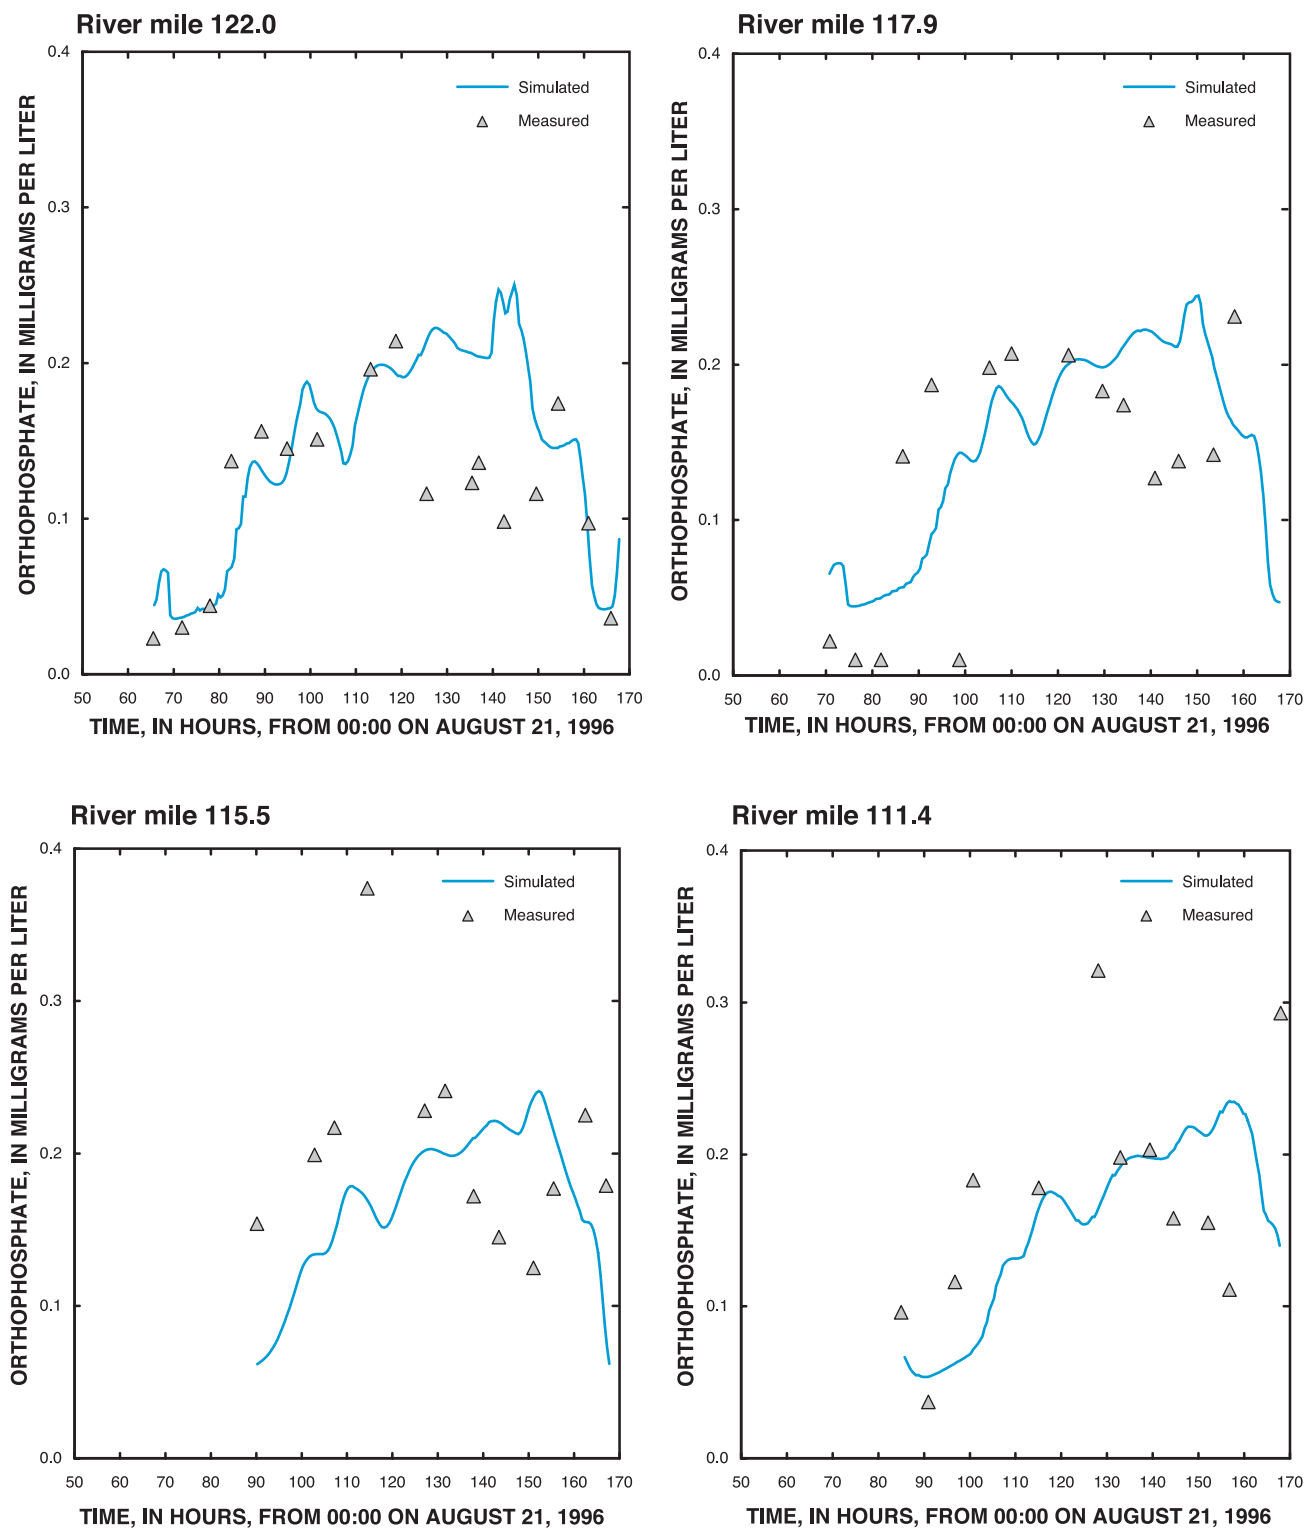 River mile 122.0
0.4
0.3
0.2
0.1
0.0
ORTHOPHOSPHATE, IN MILLIGRAMS PER LITER
Simulated
Measured
50 60 70 80 90 100 110 120 130 140 150 160 170
TIME, IN HOURS, FROM 00:00 ON AUGUST 21, 1996
River mile 117.9
0.4
0.3
0.2
0.1
0.0
ORTHOPHOSPHATE, IN MILLIGRAMS PER LITER
Simulated
Measured
50 60 70 80 90 100 110 120 130 140 150 160 170
TIME, IN HOURS, FROM 00:00 ON AUGUST 21, 1996
River mile 115.5
0.4
0.3
0.2
0.1
0.0
ORTHOPHOSPHATE, IN MILLIGRAMS PER LITER
Simulated
Measured
50 60 70 80 90 100 110 120 130 140 150 160 170
TIME, IN HOURS, FROM 00:00 ON AUGUST 21, 1996
River mile 111.4
0.4
0.3
0.2
0.1
0.0
ORTHOPHOSPHATE, IN MILLIGRAMS PER LITER
Simulated
Measured
50 60 70 80 90 100 110 120 130 140 150 160 170
TIME, IN HOURS, FROM 00:00 ON AUGUST 21, 1996